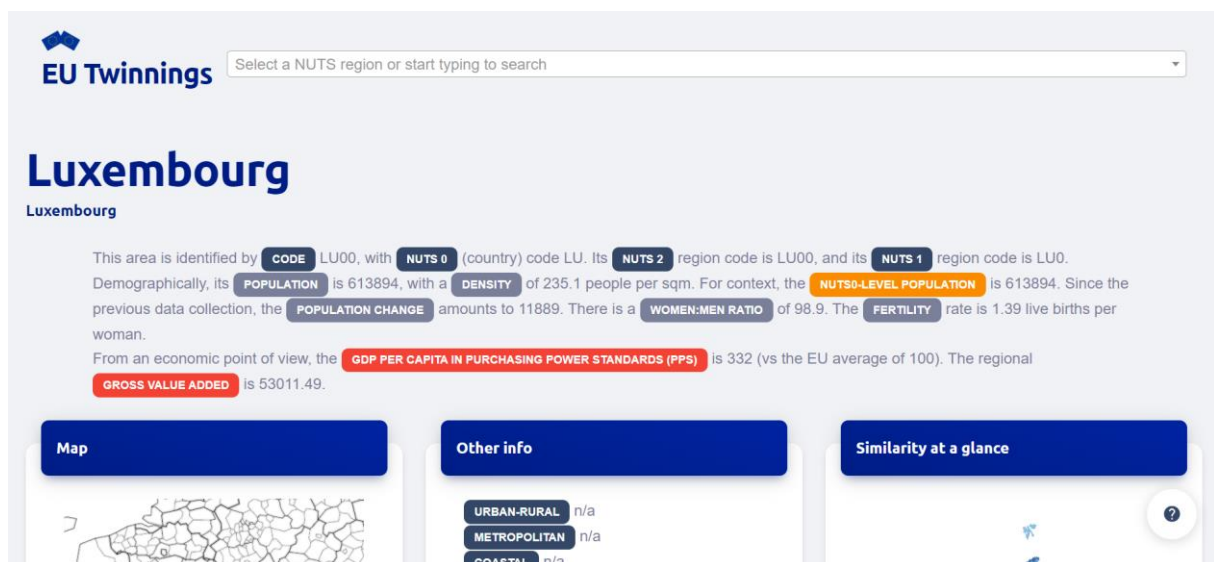 EU Twinnings
Select a NUTS region or start typing to search
Luxembourg
Luxembourg
This area is identified by CODE LU00, with NUTS 0 (country) code LU. Its NUTS 2 region code is LU00, and its NUTS 1 region code is LU0.
Demographically, its POPULATION is 613894, with a DENSITY of 235.1 people per sqm. For context, the NUTS0-LEVEL POPULATION is 613894. Since the
previous data collection, the POPULATION CHANGE amounts to 11889. There is a WOMEN:MEN RATIO of 98.9. The FERTILITY rate is 1.39 live births per
woman.
From an economic point of view, the GDP PER CAPITA IN PURCHASING POWER STANDARDS (PPS) is 332 (vs the EU average of 100). The regional
GROSS VALUE ADDED is 53011.49.
Map
Other info
Similarity at a glance
URBAN-RURAL n/a
METROPOLITAN n/a
COASTAL n/a
?